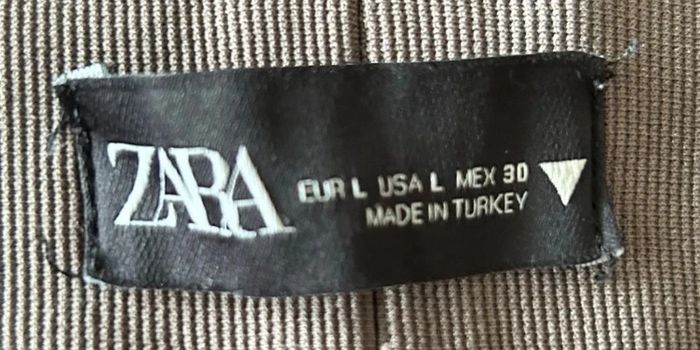 ZARA
EUR L USA L MEX 30
MADE IN TURKEY